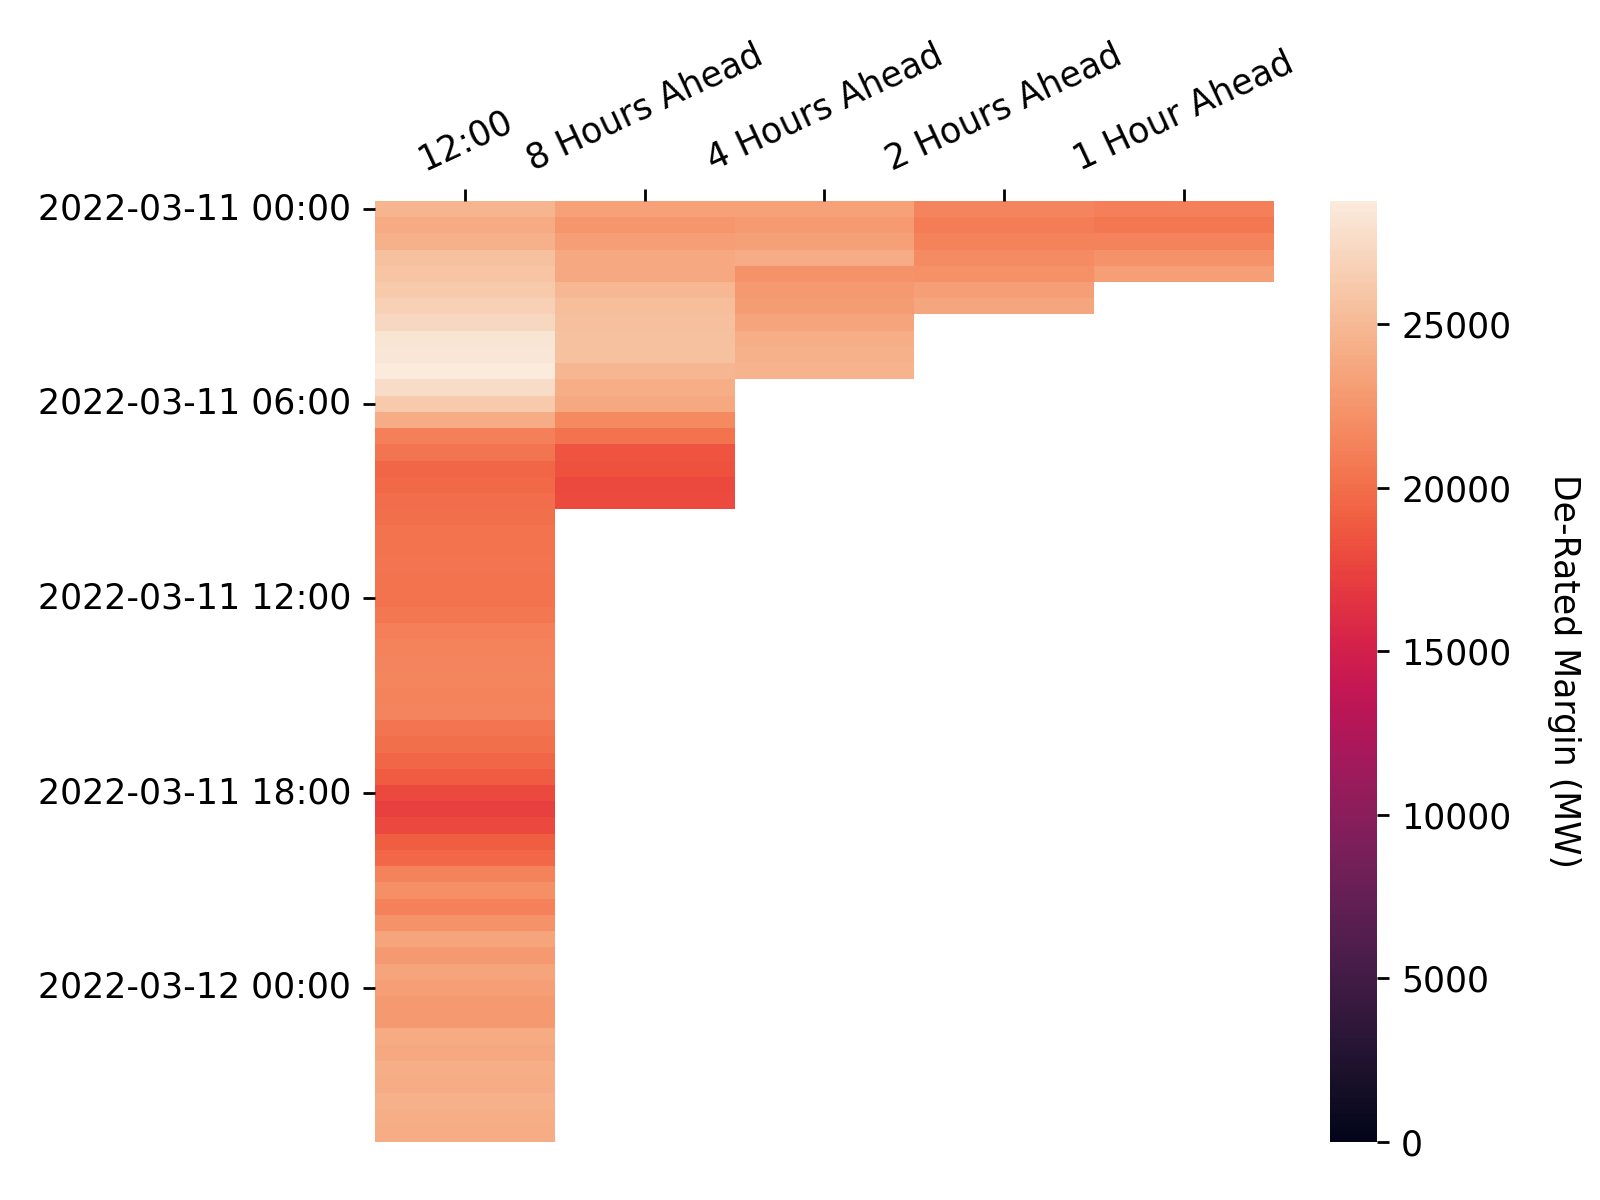 12:00
8 Hours Ahead
4 Hours Ahead
2 Hours Ahead
1 Hour Ahead
2022-03-11 00:00
2022-03-11 06:00
2022-03-11 12:00
2022-03-11 18:00
2022-03-12 00:00
25000
20000
15000
10000
5000
0
De-Rated Margin (MW)